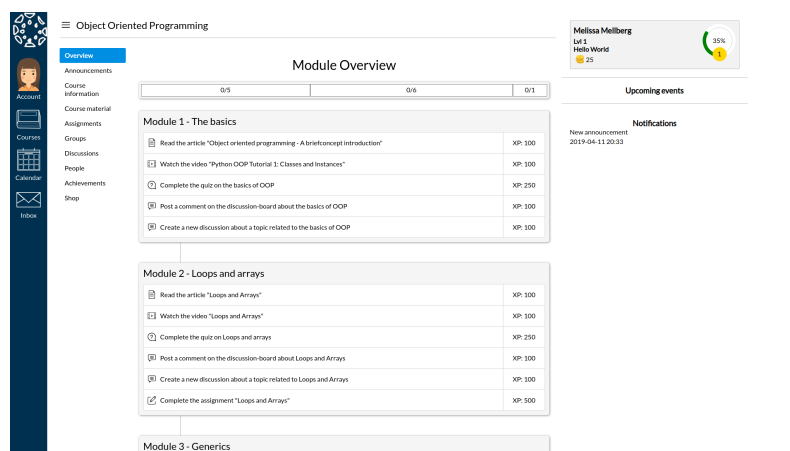 Object Oriented Programming
Account
Courses
Calendar
Inbox
Overview
Announcements
Course
information
Course material
Assignments
Groups
Discussions
People
Achievements
Shop
Module Overview
0/5 0/6 0/1
Module 1 - The basics
Read the article "Object oriented programming - A briefconcept introduction" XP: 100
Watch the video "Python OOP Tutorial 1: Classes and Instances" XP: 100
Complete the quiz on the basics of OOP XP: 250
Post a comment on the discussion-board about the basics of OOP XP: 100
Create a new discussion about a topic related to the basics of OOP XP: 100
Module 2 - Loops and arrays
Read the article "Loops and Arrays" XP: 100
Watch the video "Loops and Arrays" XP: 100
Complete the quiz on Loops and arrays XP: 250
Post a comment on the discussion-board about Loops and Arrays XP: 100
Create a new discussion about a topic related to Loops and Arrays XP: 100
Complete the assignment "Loops and Arrays" XP: 500
Module 3 - Generics
Melissa Mellberg
Lvl 1
Hello World
25
35%
1
Upcoming events
Notifications
New announcement
2019-04-11 20:33